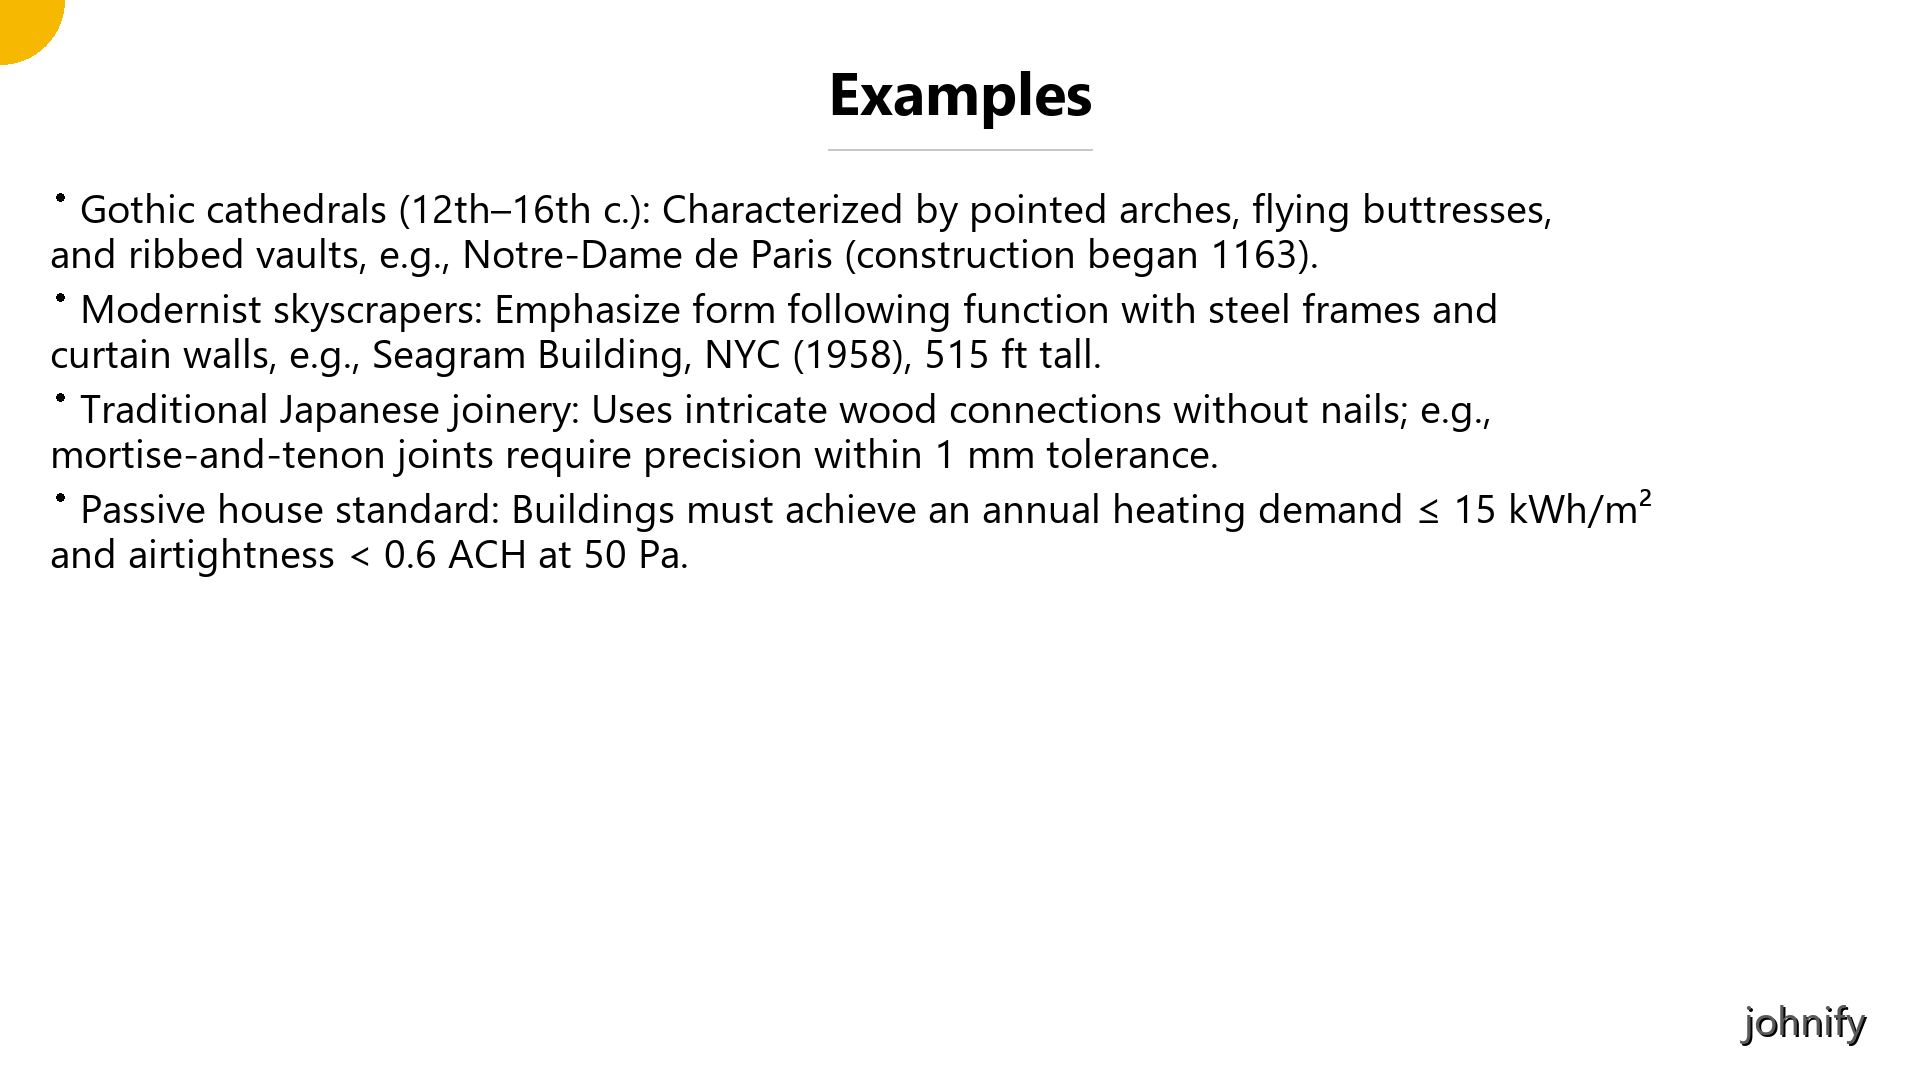 Examples
• Gothic cathedrals (12th–16th c.): Characterized by pointed arches, flying buttresses,
and ribbed vaults, e.g., Notre-Dame de Paris (construction began 1163).
• Modernist skyscrapers: Emphasize form following function with steel frames and
curtain walls, e.g., Seagram Building, NYC (1958), 515 ft tall.
• Traditional Japanese joinery: Uses intricate wood connections without nails; e.g.,
mortise-and-tenon joints require precision within 1 mm tolerance.
• Passive house standard: Buildings must achieve an annual heating demand ≤ 15 kWh/m²
and airtightness < 0.6 ACH at 50 Pa.
johnify